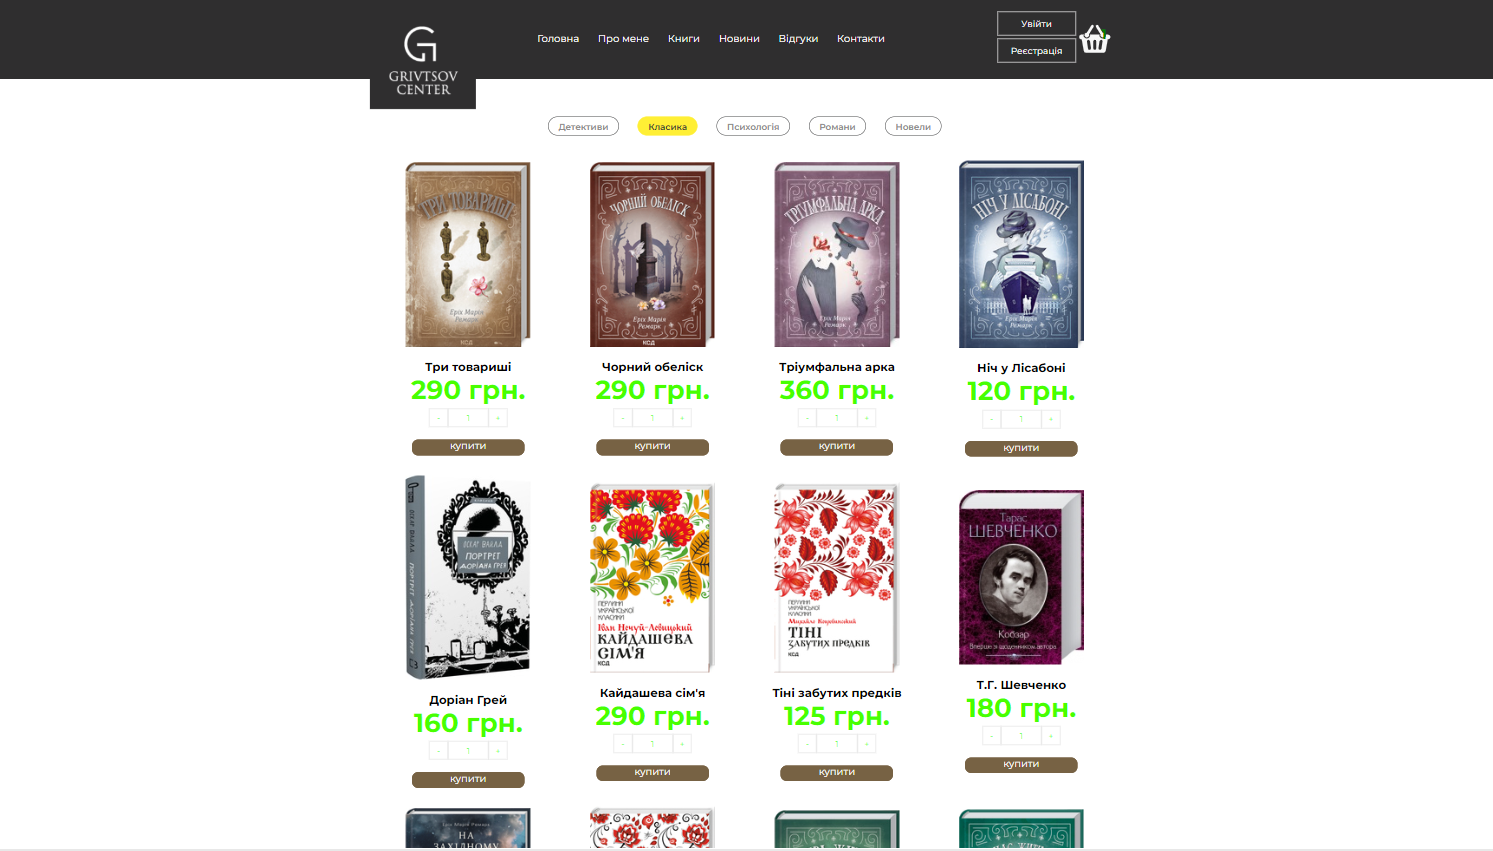 Увійти
Реєстрація
Головна Про мене Книги Новини Відгуки Контакти
G
GRIVTSOV
CENTER
Детективи Класика Психологія Романи Новели
ТРИ ТОВАРИШІ
Еріх Марія
Ремарк
КСД
ЧОРНИЙ ОБЕЛІСК
Еріх Марія
Ремарк
КСД
ТРІУМФАЛЬНА АРКА
Еріх Марія
Ремарк
НІЧ У ЛІСАБОНІ
Еріх Марія
Ремарк
Три товариші
290 грн.
- 1 +
купити
Чорний обеліск
290 грн.
- 1 +
купити
Тріумфальна арка
360 грн.
- 1 +
купити
Ніч у Лісабоні
120 грн.
- 1 +
купити
ОСКАР ВАЙЛД
ПОРТРЕТ
ДОРІАНА ГРЕЯ
ПЕРЛИНИ
УКРАЇНСЬКОЇ
КЛАСИКИ
Іван Нечуй-Левицький
КАЙДАШЕВА
СІМ'Я
КСД
ПЕРЛИНИ
УКРАЇНСЬКОЇ
КЛАСИКИ
Михайло Коцюбинський
ТІНІ
ЗАБУТИХ ПРЕДКІВ
КСД
Тарас
ШЕВЧЕНКО
Кобзар
Вперше зі щоденником автора
Доріан Грей
160 грн.
- 1 +
купити
Кайдашева сім'я
290 грн.
- 1 +
купити
Тіні забутих предків
125 грн.
- 1 +
купити
Т.Г. Шевченко
180 грн.
- 1 +
купити
Еріх Марія Ремарк
НА
ЗАХІДНОМУ